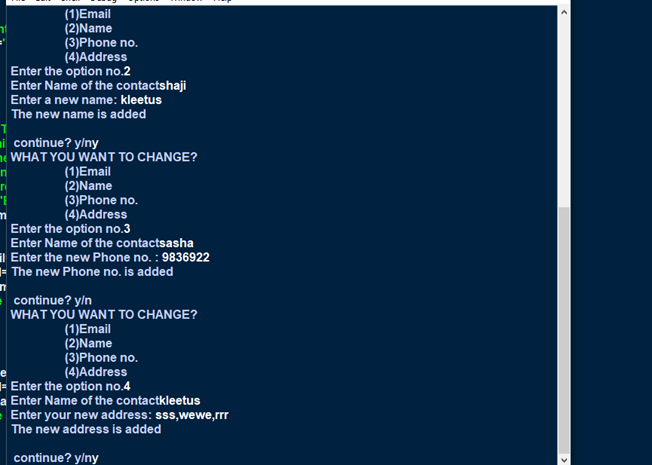 (1)Email
(2)Name
(3)Phone no.
(4)Address
Enter the option no.2
Enter Name of the contactshaji
Enter a new name: kleetus
The new name is added
continue? y/ny
WHAT YOU WANT TO CHANGE?
(1)Email
(2)Name
(3)Phone no.
(4)Address
Enter the option no.3
Enter Name of the contactsasha
Enter the new Phone no. : 9836922
The new Phone no. is added
continue? y/n
WHAT YOU WANT TO CHANGE?
(1)Email
(2)Name
(3)Phone no.
(4)Address
Enter the option no.4
Enter Name of the contactkleetus
Enter your new address: sss,wewe,rrr
The new address is added
continue? y/ny